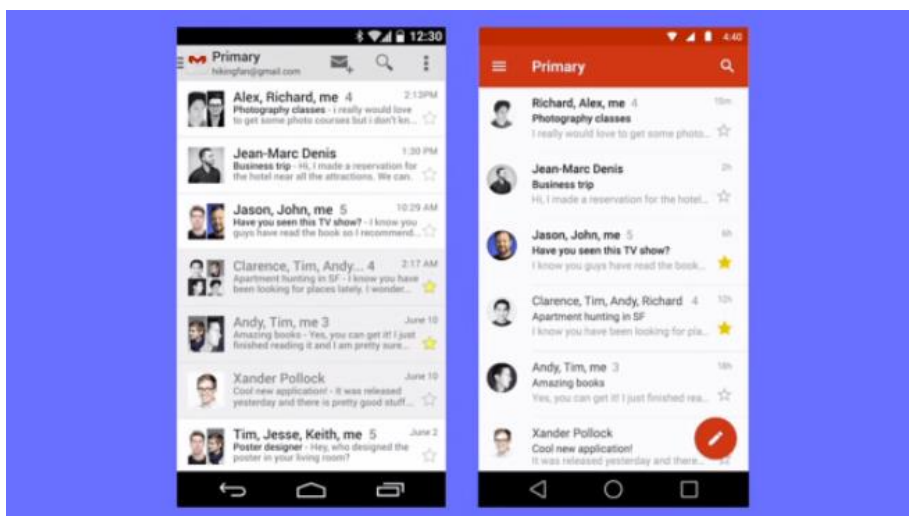 12:30
Primary
hikingfan@gmail.com
Alex, Richard, me 4 2:13PM
Photography classes - i really would love
to get some photo courses but i don't kn...
Jean-Marc Denis 1:30 PM
Business trip - Hi, I made a reservation for
the hotel near all the attractions. We can.
Jason, John, me 5 10:29 AM
Have you seen this TV show? - I know you
guys have read the book so I recommend...
Clarence, Tim, Andy... 4 2:17 AM
Apartment hunting in SF - I know you have
been looking for places lately. I wonder...
Andy, Tim, me 3 June 10
Amazing books - Yes, you can get it! I just
finished reading it and I am pretty sure...
Xander Pollock June 10
Cool new application! - It was released
yesterday and there is pretty good stuff...
Tim, Jesse, Keith, me 5 June 2
Poster designer - Hey, who designed the
poster in your living room?
4:40
Primary
Richard, Alex, me 4 10m
Photography classes
I really would love to get some photo...
Jean-Marc Denis 2h
Business trip
Hi, I made a reservation for the hotel...
Jason, John, me 5 6h
Have you seen this TV show?
I know you guys have read the book...
Clarence, Tim, Andy, Richard 4 12h
Apartment hunting in SF
I know you have been looking for pla...
Andy, Tim, me 3 18h
Amazing books
Yes, you can get it! I just finished rea...
Xander Pollock
Cool new application!
It was released yesterday and there...